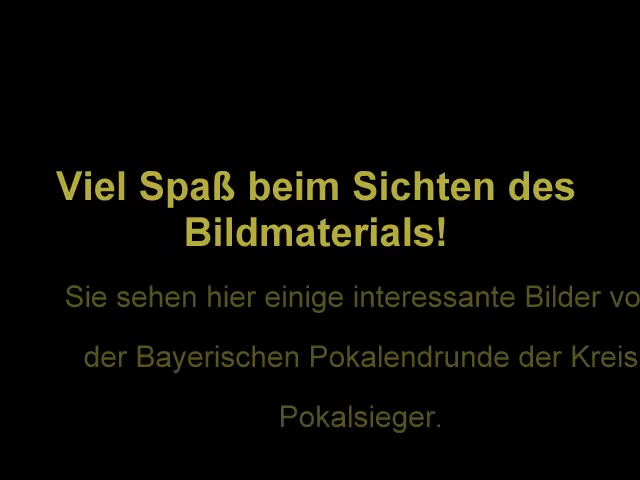 Viel Spaß beim Sichten des
Bildmaterials!
Sie sehen hier einige interessante Bilder vo
der Bayerischen Pokalendrunde der Kreis
Pokalsieger.